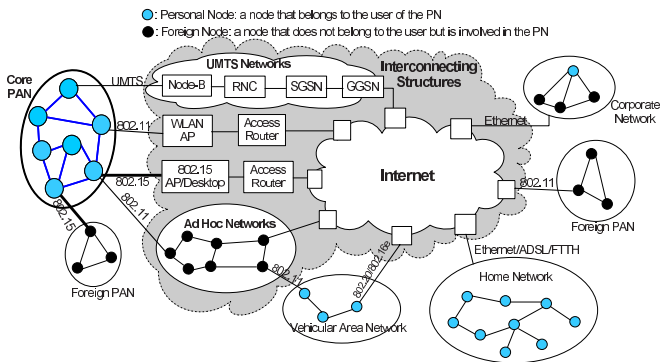 : Personal Node: a node that belongs to the user of the PN
: Foreign Node: a node that does not belong to the user but is involved in the PN
Core
PAN
UMTS
UMTS Networks
Node-B
RNC
SGSN
GGSN
Interconnecting
Structures
Corporate
Network
Ethernet
802.11
WLAN
AP
Access
Router
802.15
802.15
AP/Desktop
Access
Router
Internet
802.11
Foreign PAN
802.15
802.11
Ad Hoc Networks
Foreign PAN
802.11
802.20/802.16e
Vehicular Area Network
Ethernet/ADSL/FTTH
Home Network